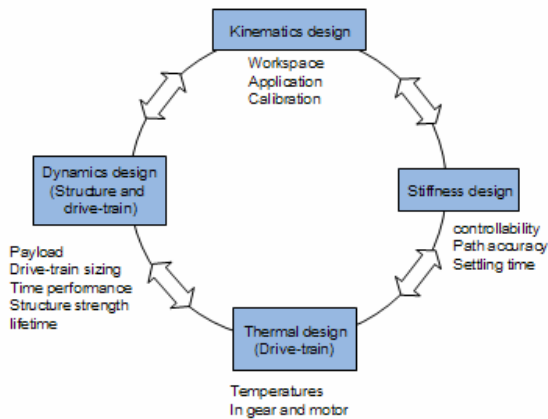 Kinematics design
Workspace
Application
Calibration
Dynamics design
(Structure and
drive-train)
Stiffness design
Payload
Drive-train sizing
Time performance
Structure strength
lifetime
controllability
Path accuracy
Settling time
Thermal design
(Drive-train)
Temperatures
In gear and motor